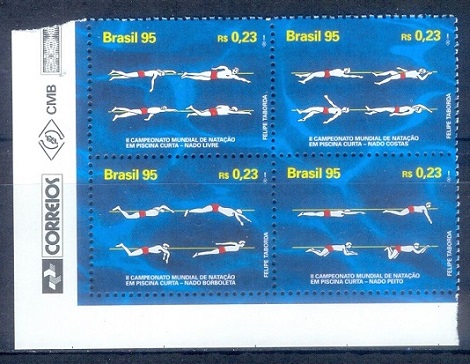 CMB
CORREIOS
Brasil 95 R$ 0,23
II CAMPEONATO MUNDIAL DE NATAÇÃO
EM PISCINA CURTA – NADO LIVRE
FELIPE TABORDA
Brasil 95 R$ 0,23
II CAMPEONATO MUNDIAL DE NATAÇÃO
EM PISCINA CURTA – NADO COSTAS
FELIPE TABORDA
Brasil 95 R$ 0,23
II CAMPEONATO MUNDIAL DE NATAÇÃO
EM PISCINA CURTA – NADO BORBOLETA
FELIPE TABORDA
Brasil 95 R$ 0,23
II CAMPEONATO MUNDIAL DE NATAÇÃO
EM PISCINA CURTA – NADO PEITO
FELIPE TABORDA